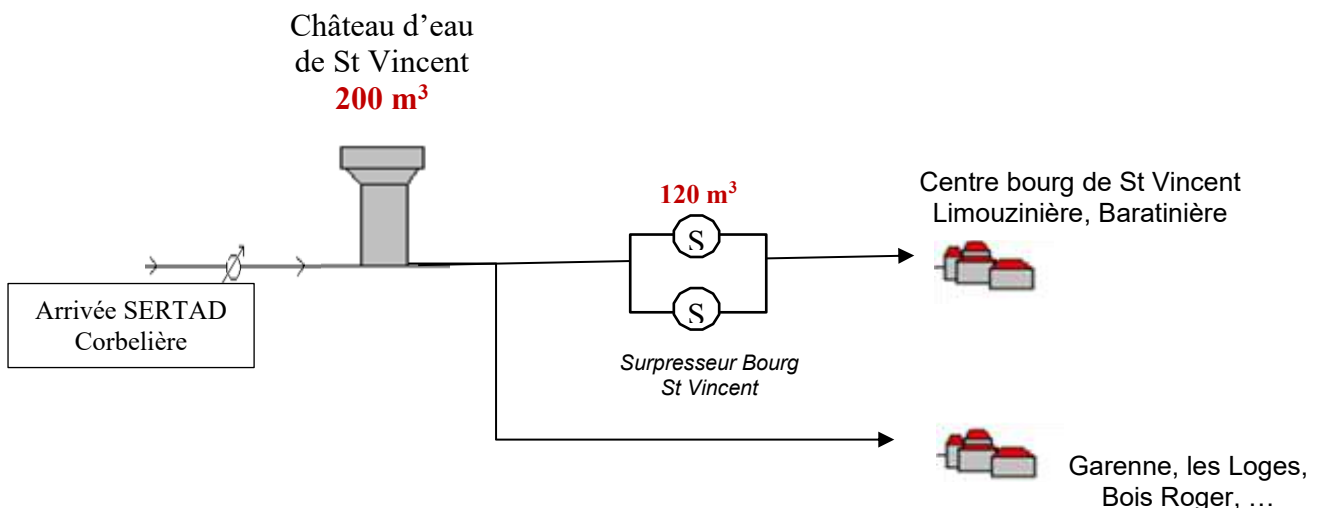 Château d'eau
de St Vincent
200 m³
Arrivée SERTAD
Corbelière
120 m³
S
S
Surpresseur Bourg
St Vincent
Centre bourg de St Vincent
Limouzinière, Baratinière
Garenne, les Loges,
Bois Roger, …